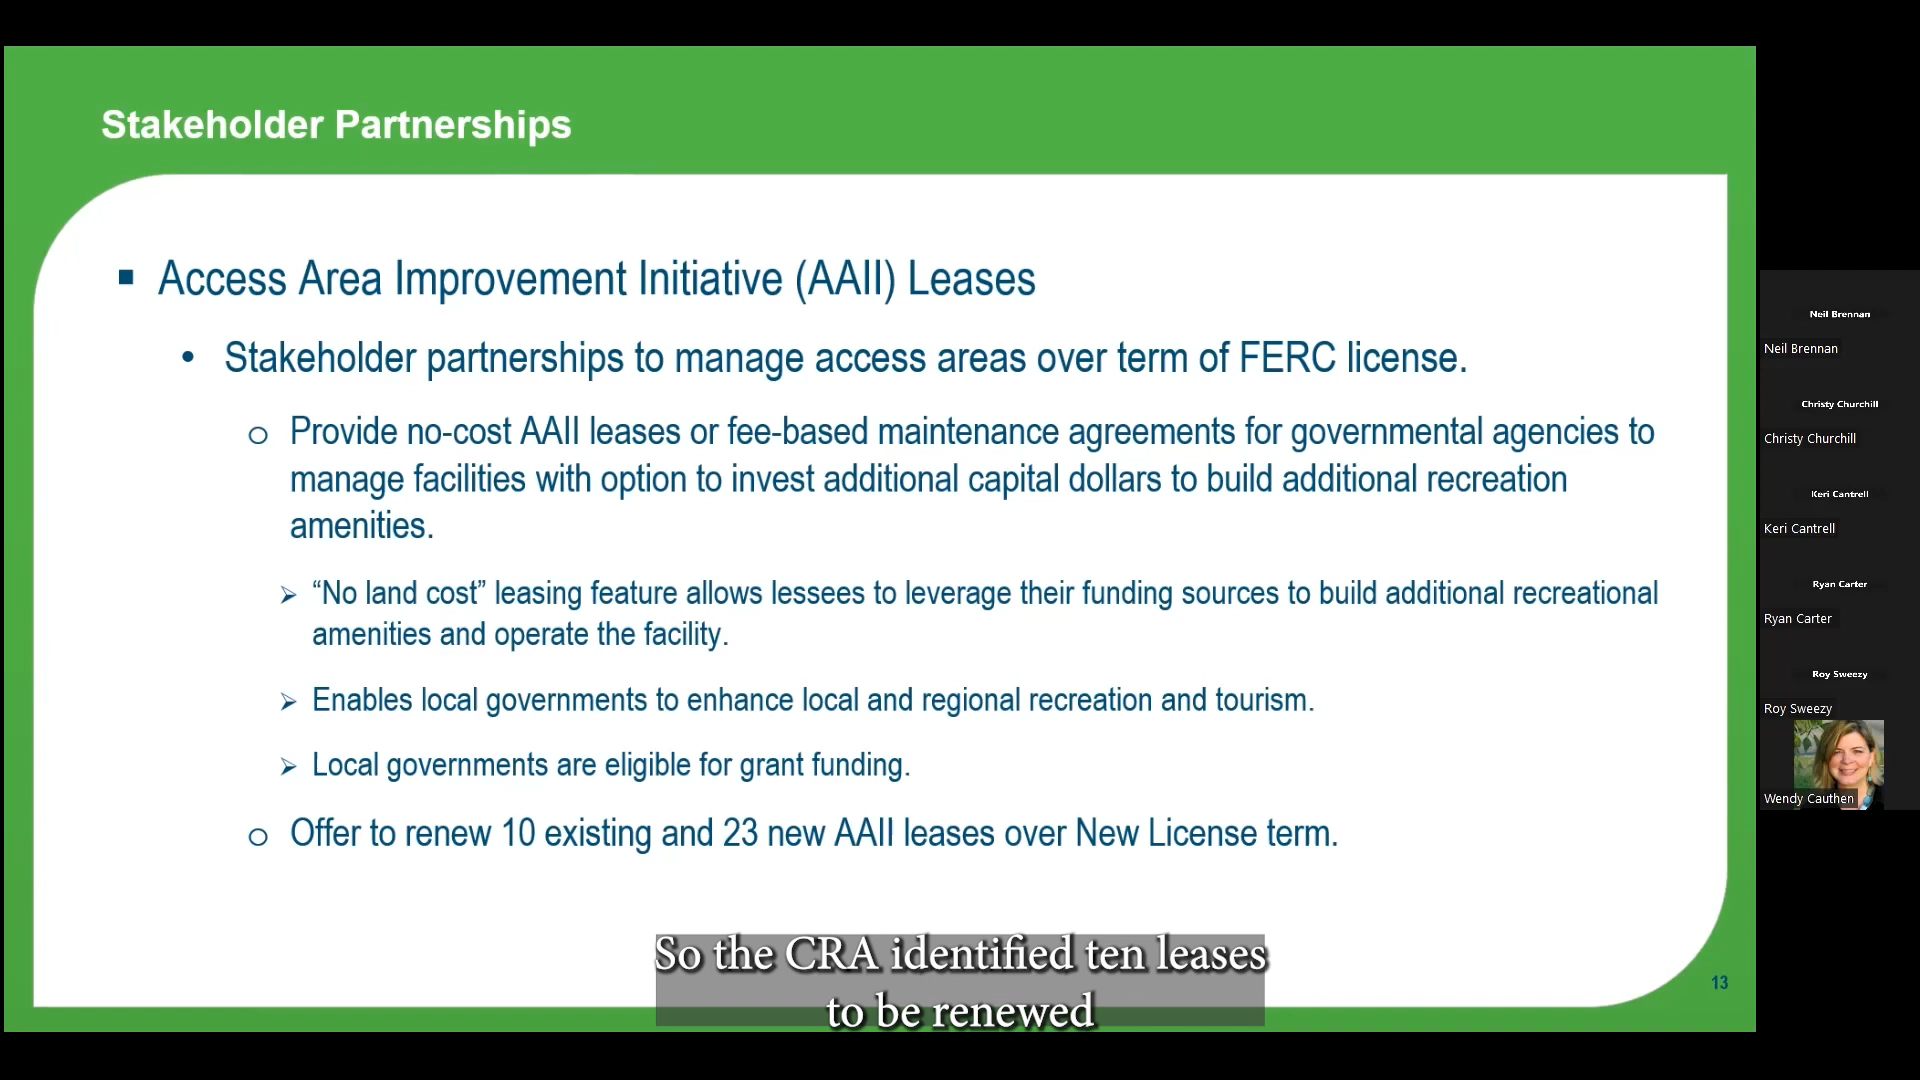 Stakeholder Partnerships
▪ Access Area Improvement Initiative (AAII) Leases
• Stakeholder partnerships to manage access areas over term of FERC license.
o Provide no-cost AAII leases or fee-based maintenance agreements for governmental agencies to
manage facilities with option to invest additional capital dollars to build additional recreation
amenities.
➢ “No land cost” leasing feature allows lessees to leverage their funding sources to build additional recreational
amenities and operate the facility.
➢ Enables local governments to enhance local and regional recreation and tourism.
➢ Local governments are eligible for grant funding.
o Offer to renew 10 existing and 23 new AAII leases over New License term.
13
So the CRA identified ten leases
to be renewed
Neil Brennan
Neil Brennan
Christy Churchill
Christy Churchill
Keri Cantrell
Keri Cantrell
Ryan Carter
Ryan Carter
Roy Sweezy
Roy Sweezy
Wendy Cauthen